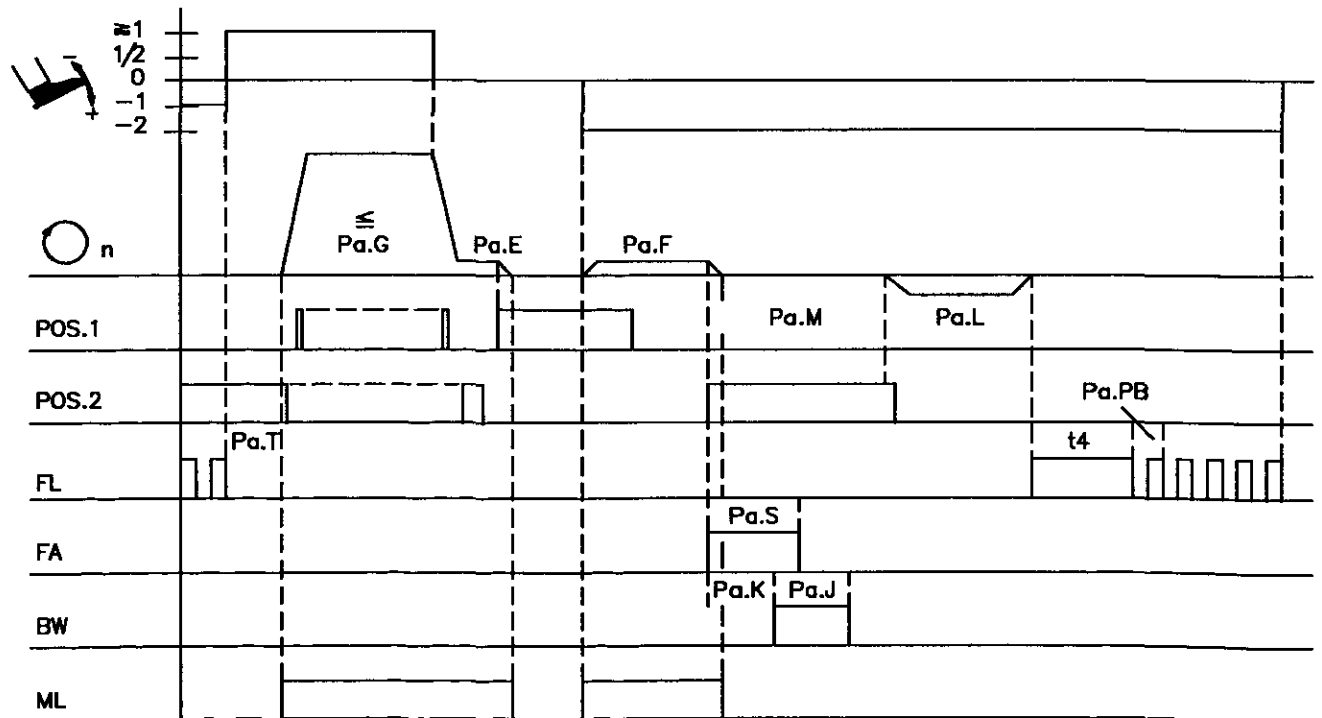 ≥1
1/2
0
-1
-2
-
+
n
≤
Pa.G
Pa.E
Pa.F
POS.1
Pa.M
Pa.L
POS.2
Pa.PB
Pa.T
t4
FL
Pa.S
FA
Pa.K
Pa.J
BW
ML